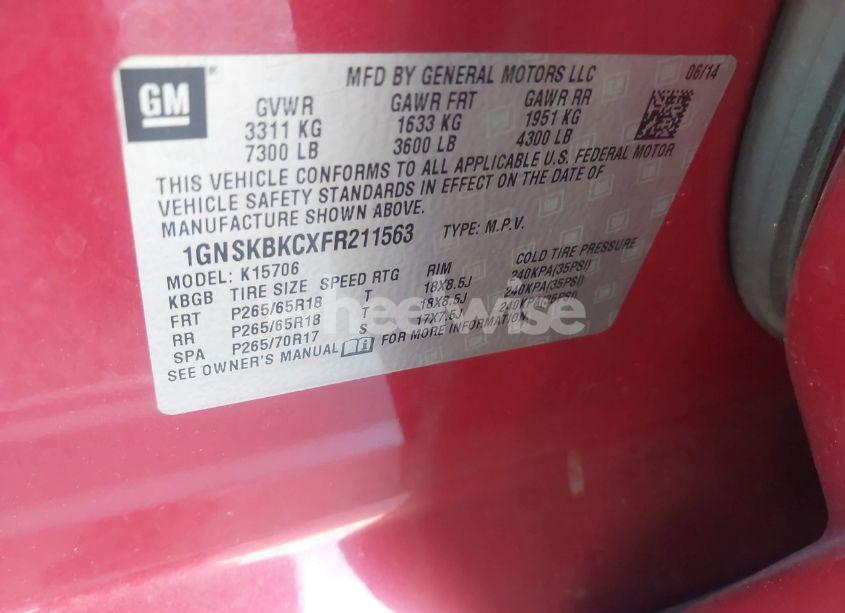 GM
MFD BY GENERAL MOTORS LLC 06/14
GVWR GAWR FRT GAWR RR
3311 KG 1633 KG 1951 KG
7300 LB 3600 LB 4300 LB
THIS VEHICLE CONFORMS TO ALL APPLICABLE U.S. FEDERAL MOTOR
VEHICLE SAFETY STANDARDS IN EFFECT ON THE DATE OF
MANUFACTURE SHOWN ABOVE.
1GNSKBKCXFR211563 TYPE: M.P.V.
MODEL: K15706
KBGB TIRE SIZE SPEED RTG RIM COLD TIRE PRESSURE
FRT P265/65R18 T 18X8.5J 240KPA(35PSI)
RR P265/65R18 T 18X8.5J 240KPA(35PSI)
SPA P265/70R17 S 17X7.5J 240KPA(35PSI)
SEE OWNER'S MANUAL FOR MORE INFORMATION.